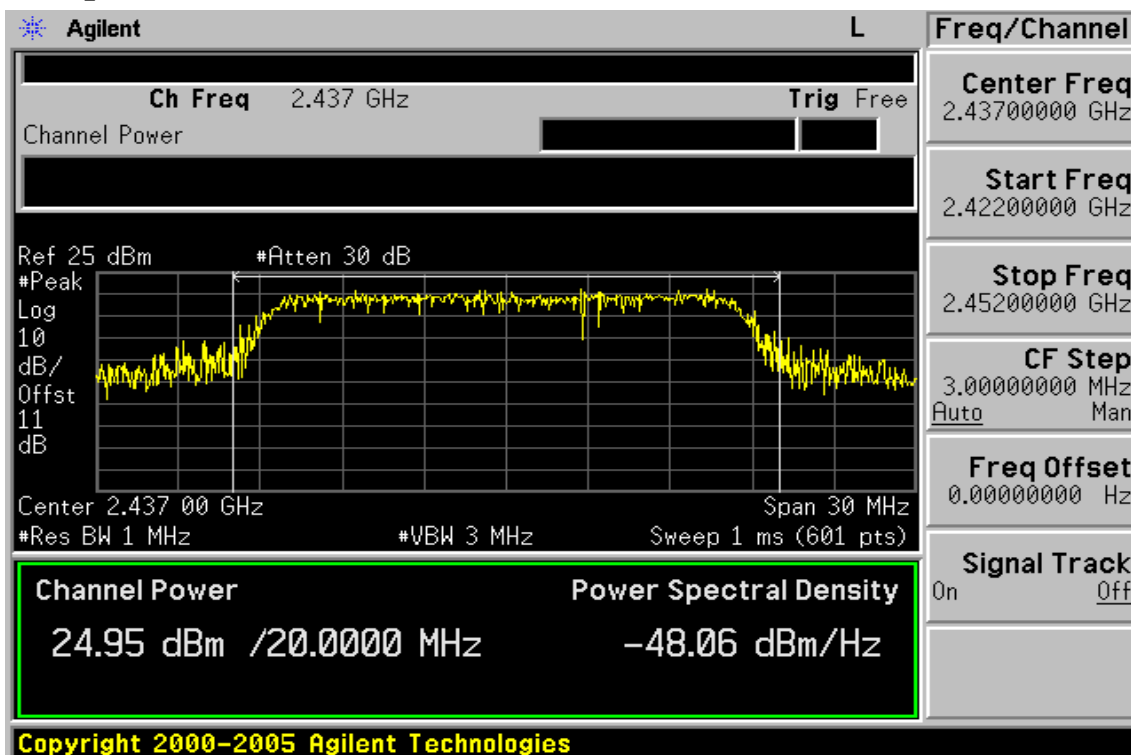 Agilent L
Freq/Channel
Ch Freq 2.437 GHz Trig Free
Channel Power
Ref 25 dBm #Atten 30 dB
#Peak
Log
10
dB/
Offst
11
dB
Center 2.437 00 GHz Span 30 MHz
#Res BW 1 MHz #VBW 3 MHz Sweep 1 ms (601 pts)
Channel Power Power Spectral Density
24.95 dBm /20.0000 MHz -48.06 dBm/Hz
Center Freq
2.43700000 GHz
Start Freq
2.42200000 GHz
Stop Freq
2.45200000 GHz
CF Step
3.00000000 MHz
Auto Man
Freq Offset
0.00000000 Hz
Signal Track
On Off
Copyright 2000-2005 Agilent Technologies